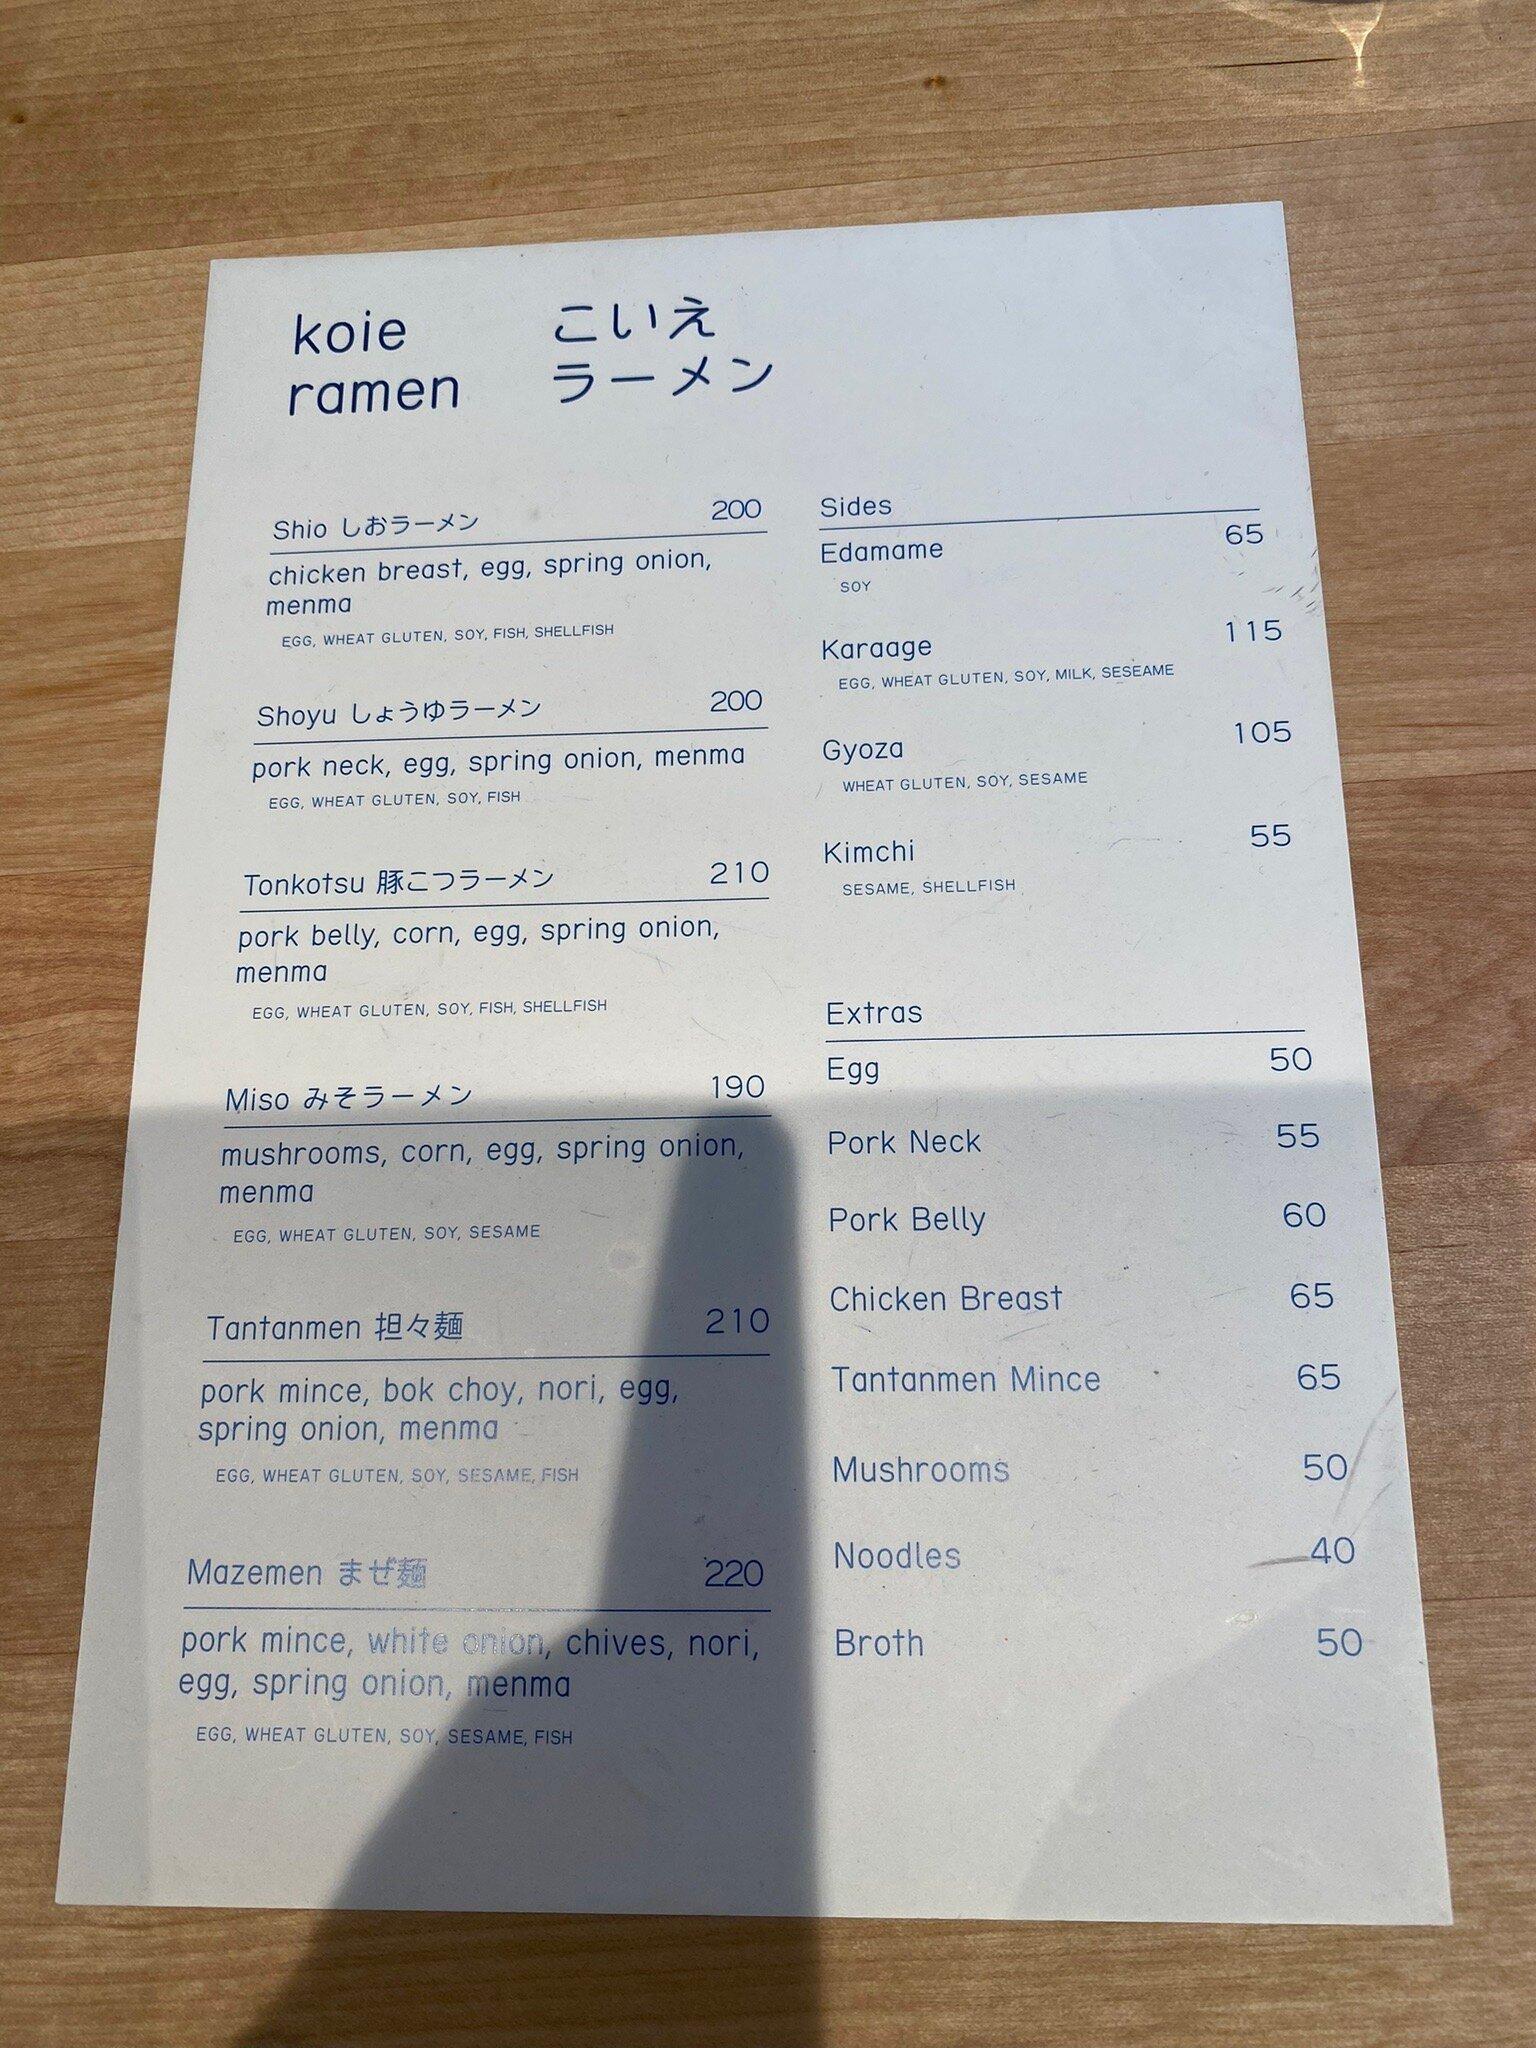 koie こいえ
ramen ラーメン
Shio しおラーメン 200
chicken breast, egg, spring onion,
menma
EGG, WHEAT GLUTEN, SOY, FISH, SHELLFISH
Shoyu しょうゆラーメン 200
pork neck, egg, spring onion, menma
EGG, WHEAT GLUTEN, SOY, FISH
Tonkotsu 豚こつラーメン 210
pork belly, corn, egg, spring onion,
menma
EGG, WHEAT GLUTEN, SOY, FISH, SHELLFISH
Miso みそラーメン 190
mushrooms, corn, egg, spring onion,
menma
EGG, WHEAT GLUTEN, SOY, SESAME
Tantanmen 担々麺 210
pork mince, bok choy, nori, egg,
spring onion, menma
EGG, WHEAT GLUTEN, SOY, SESAME, FISH
Mazemen まぜ麺 220
pork mince, white onion, chives, nori,
egg, spring onion, menma
EGG, WHEAT GLUTEN, SOY, SESAME, FISH
Sides
Edamame 65
SOY
Karaage 115
EGG, WHEAT GLUTEN, SOY, MILK, SESEAME
Gyoza 105
WHEAT GLUTEN, SOY, SESAME
Kimchi 55
SESAME, SHELLFISH
Extras
Egg 50
Pork Neck 55
Pork Belly 60
Chicken Breast 65
Tantanmen Mince 65
Mushrooms 50
Noodles 40
Broth 50